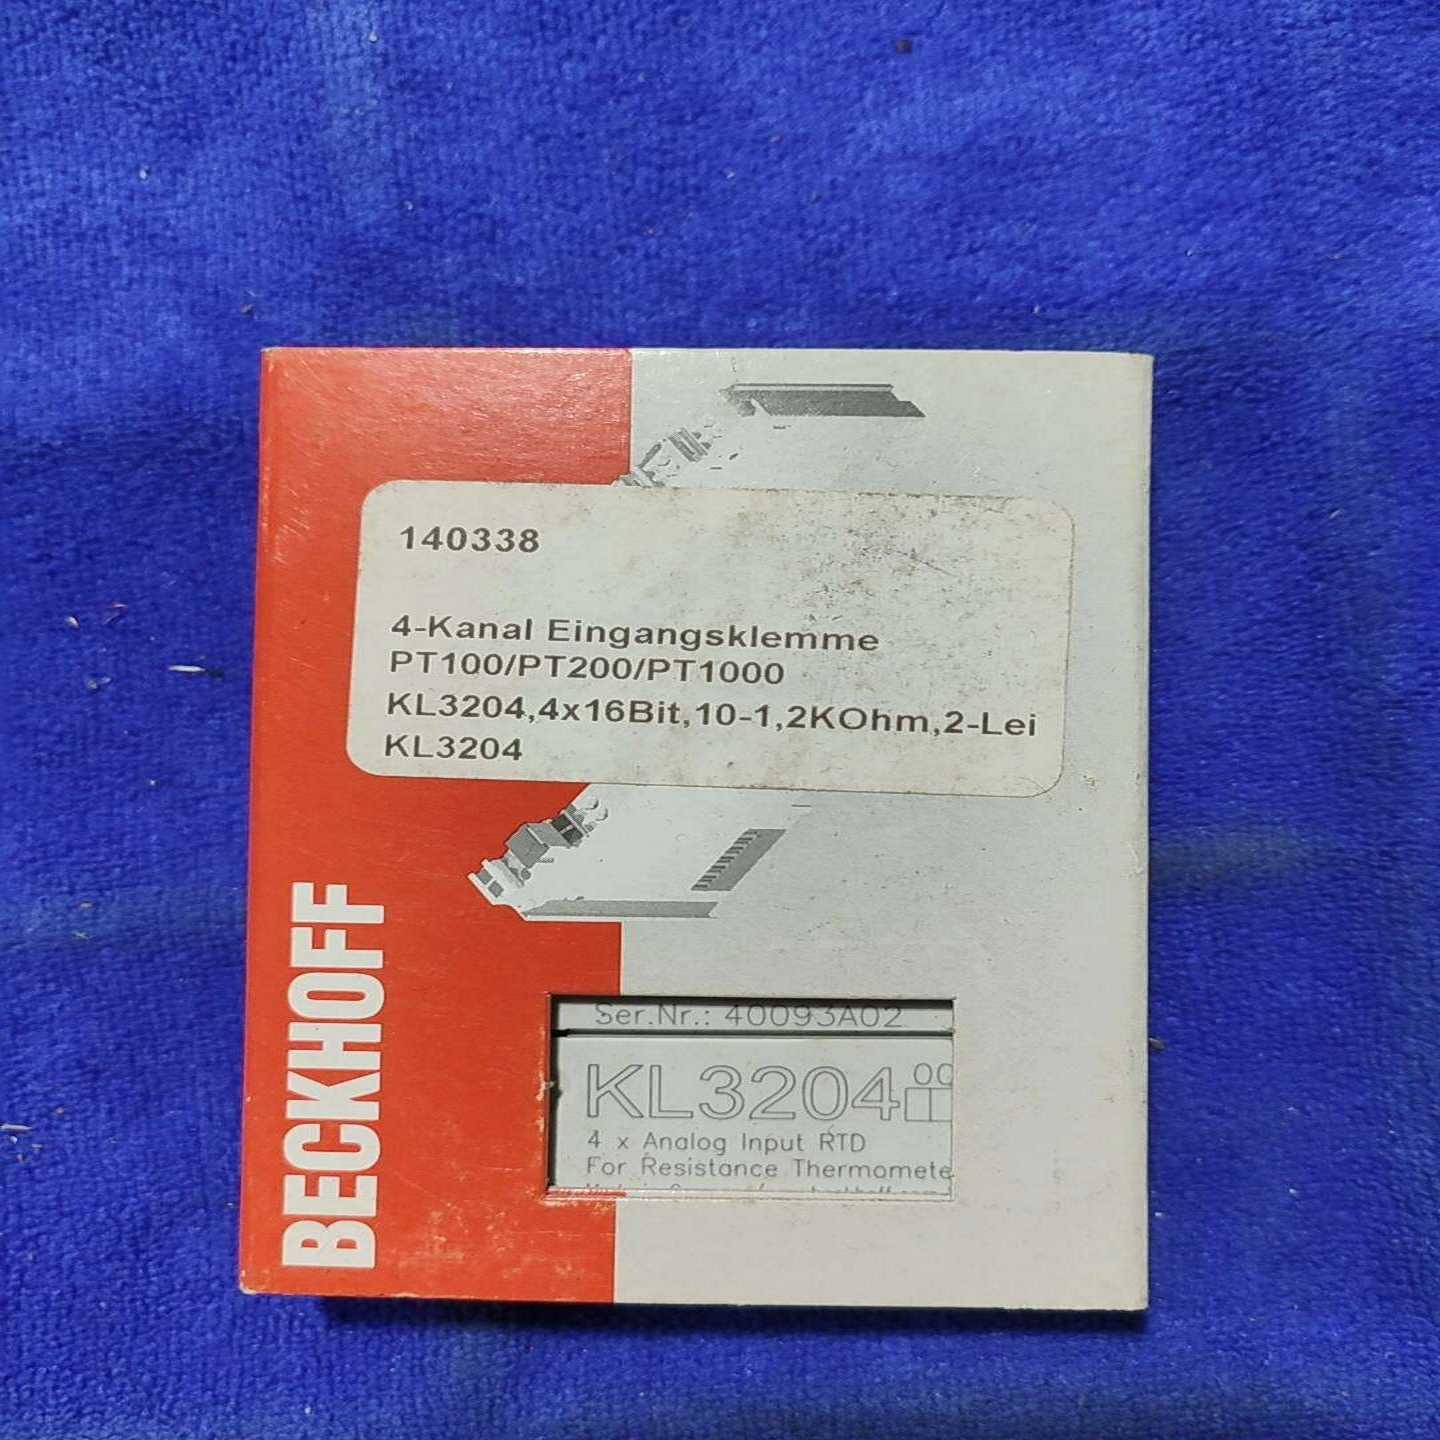 140338
4-Kanal Eingangsklemme
PT100/PT200/PT1000
KL3204,4x16Bit,10-1,2KOhm,2-Lei
KL3204
BECKHOFF
Ser.Nr.: 40093A02
KL3204
4 x Analog Input RTD
For Resistance Thermomete